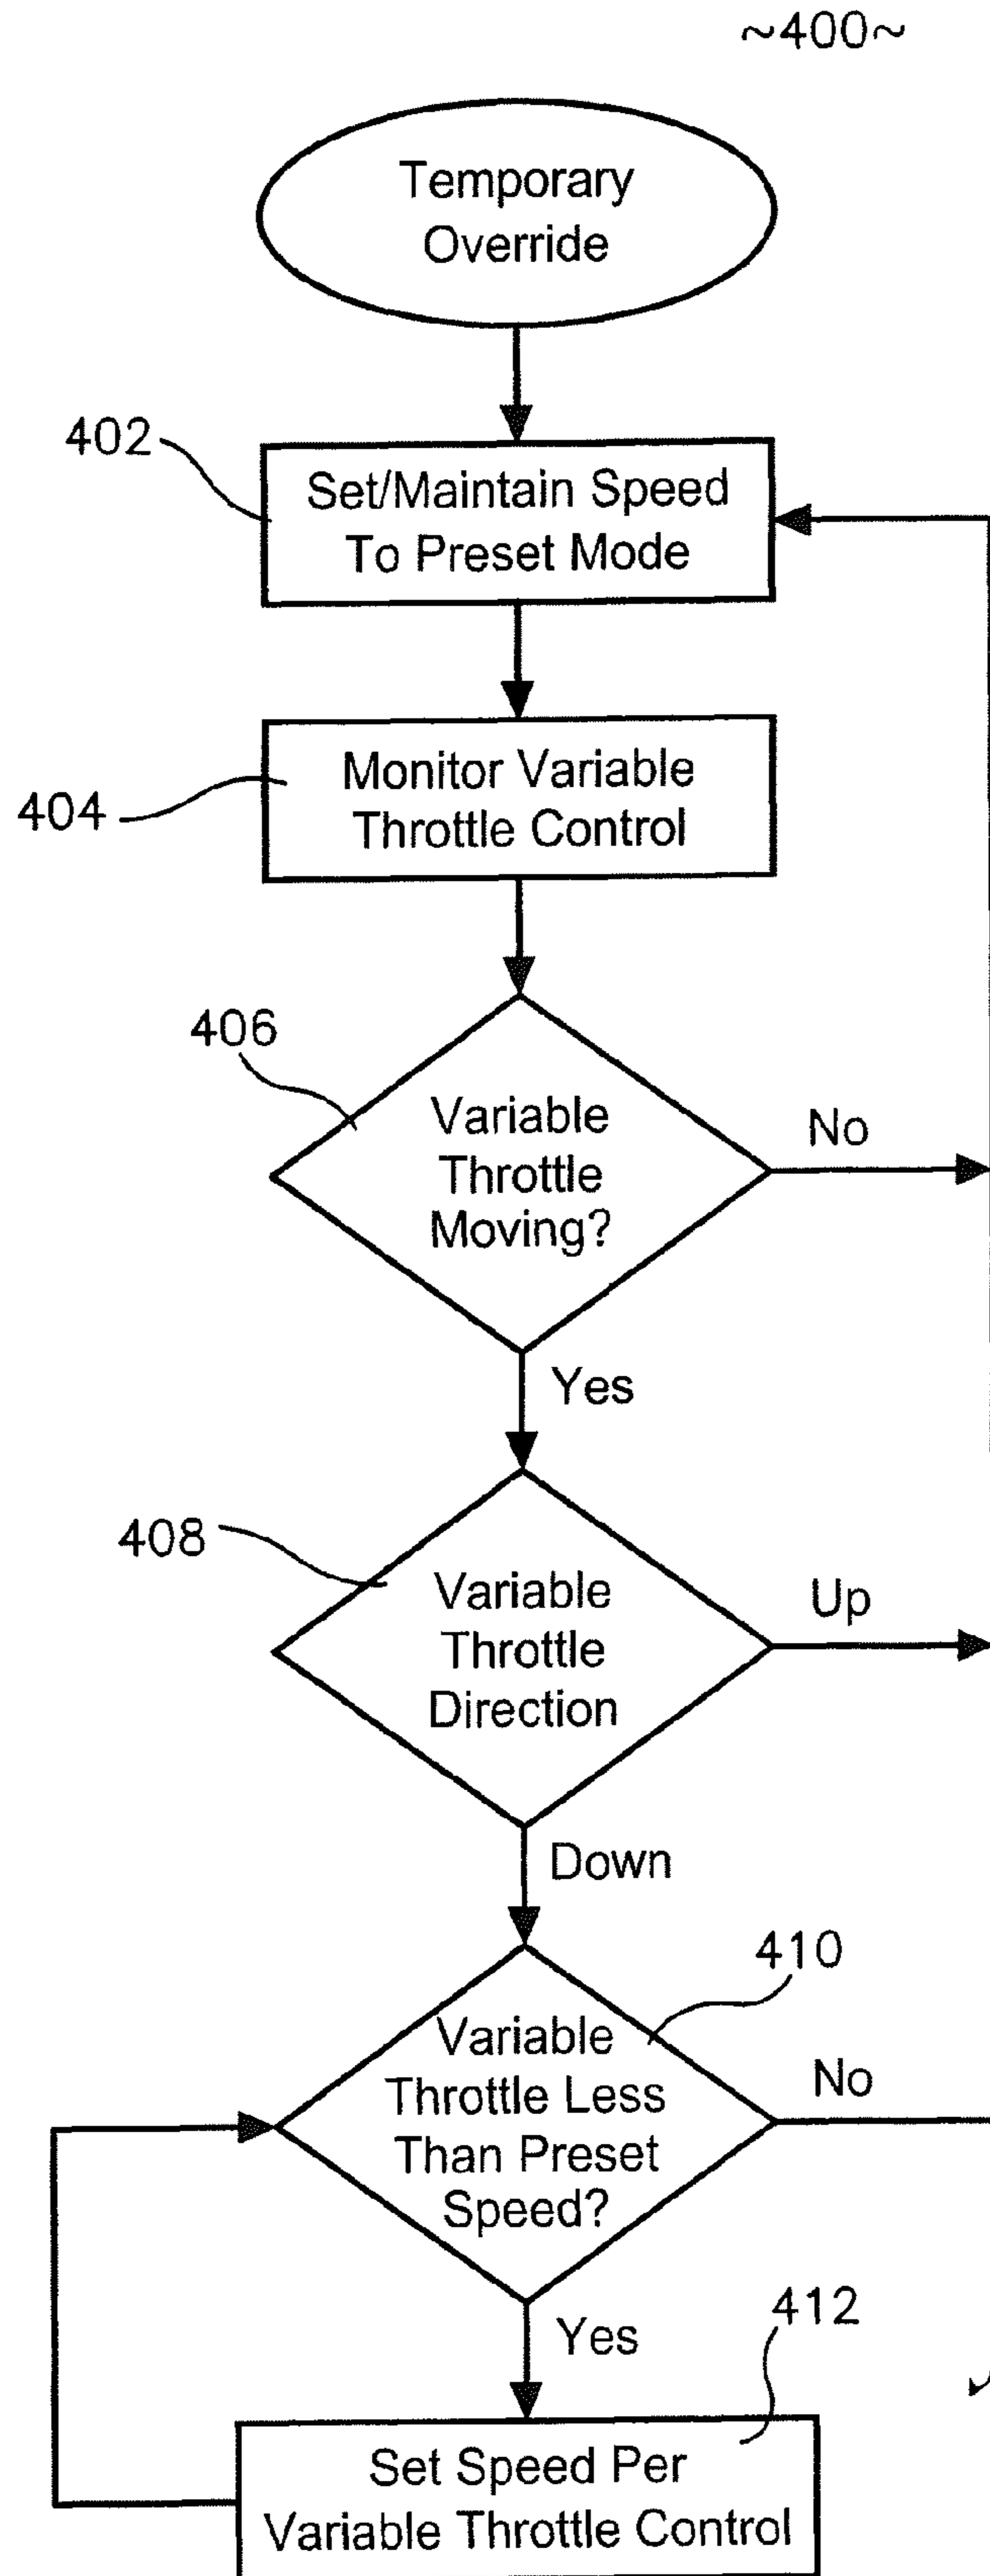 ~400~
Temporary
Override
402
Set/Maintain Speed
To Preset Mode
404
Monitor Variable
Throttle Control
406
Variable
Throttle
Moving?
No
Yes
408
Variable
Throttle
Direction
Up
Down
410
Variable
Throttle Less
Than Preset
Speed?
No
Yes
412
Set Speed Per
Variable Throttle Control